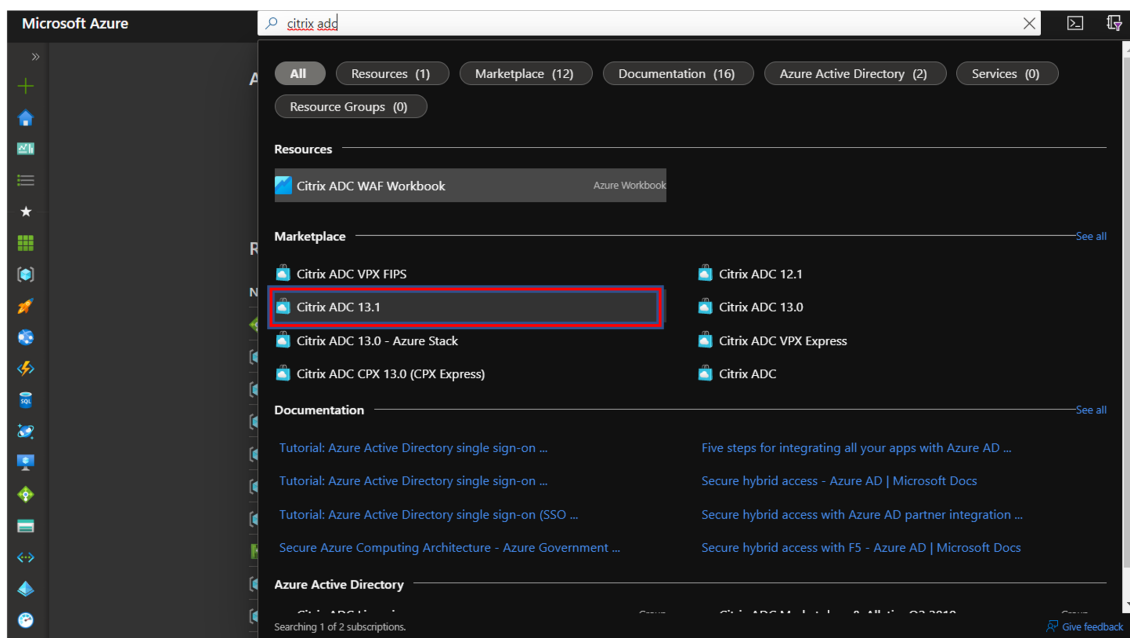 Microsoft Azure
citrix add
All
Resources (1)
Marketplace (12)
Documentation (16)
Azure Active Directory (2)
Services (0)
Resource Groups (0)
Resources
Citrix ADC WAF Workbook Azure Workbook
Marketplace See all
Citrix ADC VPX FIPS
Citrix ADC 12.1
Citrix ADC 13.1
Citrix ADC 13.0
Citrix ADC 13.0 - Azure Stack
Citrix ADC VPX Express
Citrix ADC CPX 13.0 (CPX Express)
Citrix ADC
Documentation See all
Tutorial: Azure Active Directory single sign-on ...
Five steps for integrating all your apps with Azure AD ...
Tutorial: Azure Active Directory single sign-on ...
Secure hybrid access - Azure AD | Microsoft Docs
Tutorial: Azure Active Directory single sign-on (SSO ...
Secure hybrid access with Azure AD partner integration ...
Secure Azure Computing Architecture - Azure Government ...
Secure hybrid access with F5 - Azure AD | Microsoft Docs
Azure Active Directory
Searching 1 of 2 subscriptions.
Give feedback